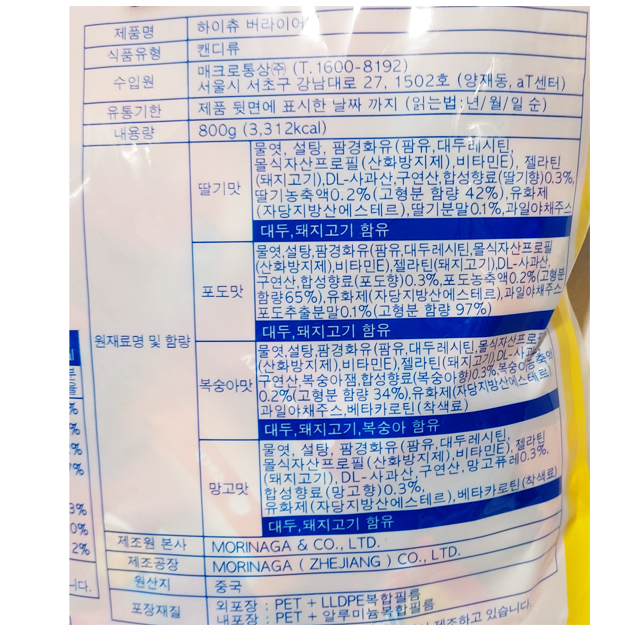 제품명 하이츄 버라이어
식품유형 캔디류
수입원 매크로통상㈜ (T.1600-8192)
서울시 서초구 강남대로 27, 1502호 (양재동, aT센터)
유통기한 제품 뒷면에 표시한 날짜 까지 (읽는법:년/월/일 순)
내용량 800g (3,312kcal)
원재료명 및 함량
딸기맛
물엿, 설탕, 팜경화유(팜유,대두레시틴,
몰식자산프로필(산화방지제),비타민E), 젤라틴
(돼지고기),DL-사과산,구연산,합성향료(딸기향)0.3%,
딸기농축액0.2%(고형분 함량 42%),유화제
(자당지방산에스테르),딸기분말0.1%,과일야채주스
대두,돼지고기 함유
포도맛
물엿,설탕,팜경화유(팜유,대두레시틴,몰식자산프로필
(산화방지제),비타민E),젤라틴(돼지고기),DL-사과산,
구연산,합성향료(포도향)0.3%,포도농축액0.2%(고형분
함량65%),유화제(자당지방산에스테르),과일야채주스
포도추출분말0.1%(고형분 함량 97%)
대두,돼지고기 함유
복숭아맛
물엿,설탕,팜경화유(팜유,대두레시틴,몰식자산프로필
(산화방지제),비타민E),젤라틴(돼지고기),DL-사과산,
구연산,복숭아잼,합성향료(복숭아향)0.3%,복숭아농축액
0.2%(고형분 함량 34%),유화제(자당지방산에스테르)
과일야채주스,베타카로틴(착색료)
대두,돼지고기,복숭아 함유
망고맛
물엿, 설탕, 팜경화유(팜유,대두레시틴,
몰식자산프로필(산화방지제),비타민E), 젤라틴
(돼지고기), DL-사과산, 구연산, 망고퓨레0.3%,
합성향료(망고향)0.3%,
유화제(자당지방산에스테르),베타카로틴(착색료)
대두,돼지고기 함유
제조원 본사 MORINAGA & CO., LTD.
제조공장 MORINAGA ( ZHEJIANG ) CO., LTD.
원산지 중국
포장재질 외포장 : PET + LLDPE복합필름
내포장 : PET + 알루미늄복합필름
제조하고 있습니다.
%
%
%
%
3%
0%
2%
니다.